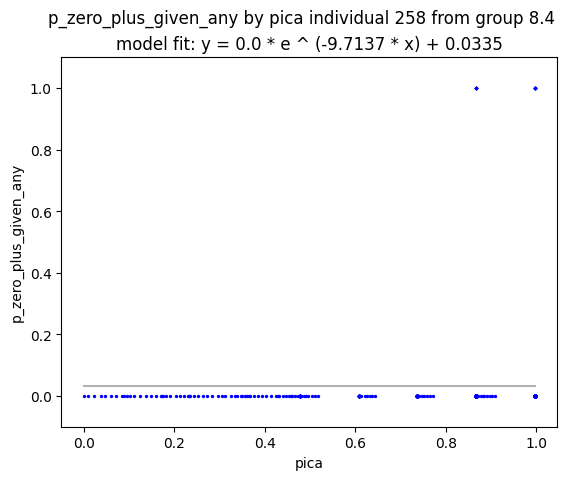 p_zero_plus_given_any by pica individual 258 from group 8.4
model fit: y = 0.0 * e ^ (-9.7137 * x) + 0.0335
1.0
0.8
0.6
0.4
0.2
0.0
p_zero_plus_given_any
0.0 0.2 0.4 0.6 0.8 1.0
pica